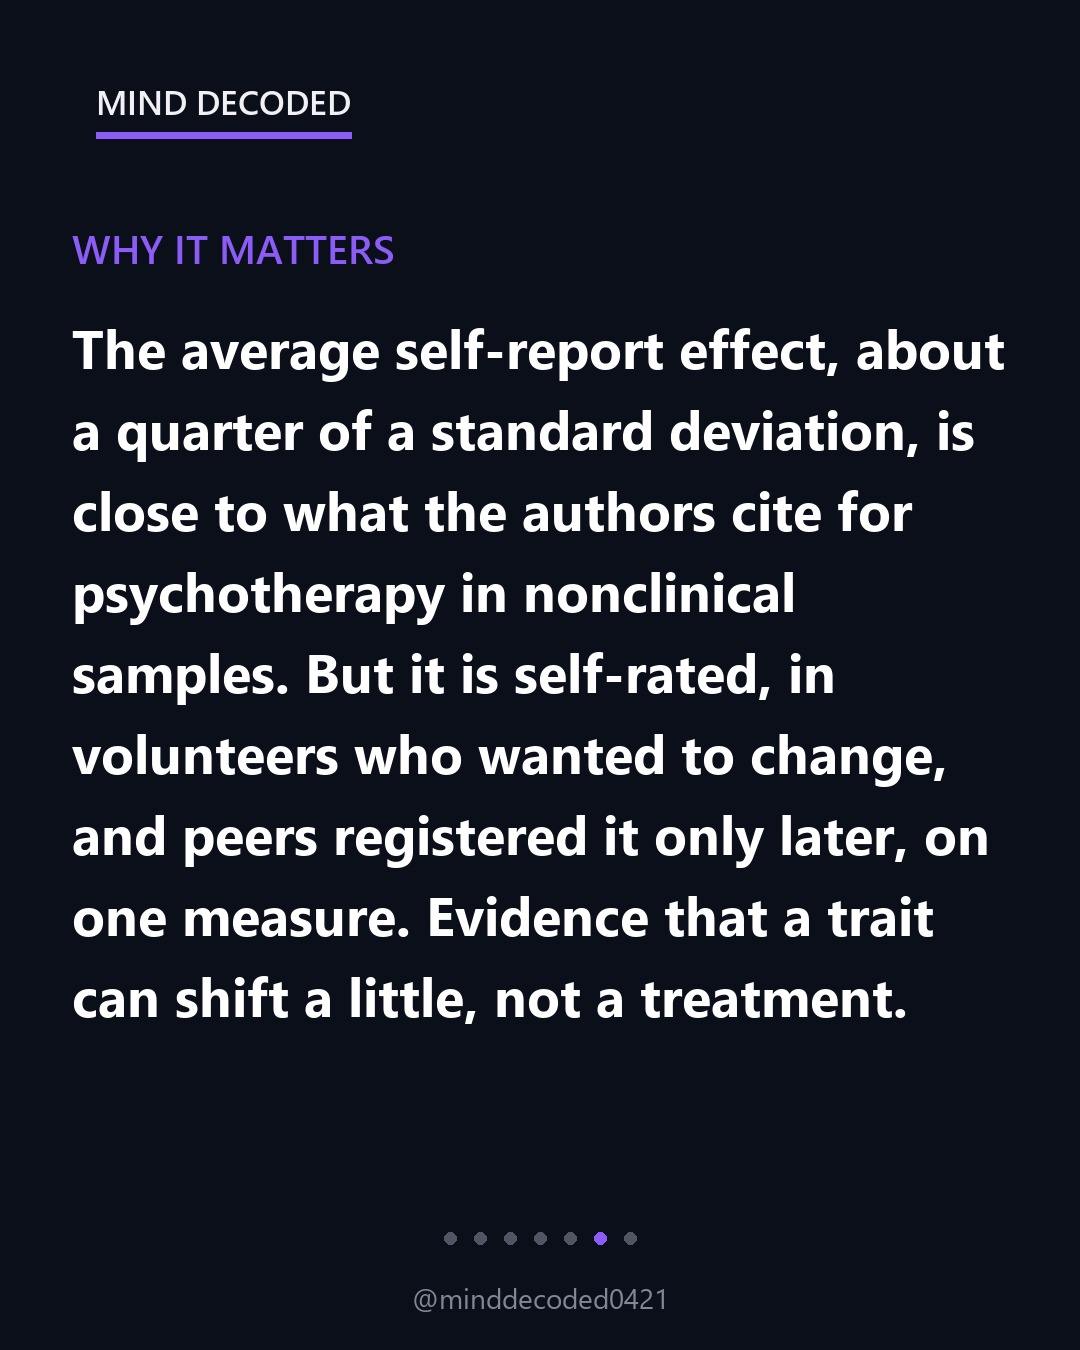 MIND DECODED
WHY IT MATTERS
The average self-report effect, about
a quarter of a standard deviation, is
close to what the authors cite for
psychotherapy in nonclinical
samples. But it is self-rated, in
volunteers who wanted to change,
and peers registered it only later, on
one measure. Evidence that a trait
can shift a little, not a treatment.
@minddecoded0421